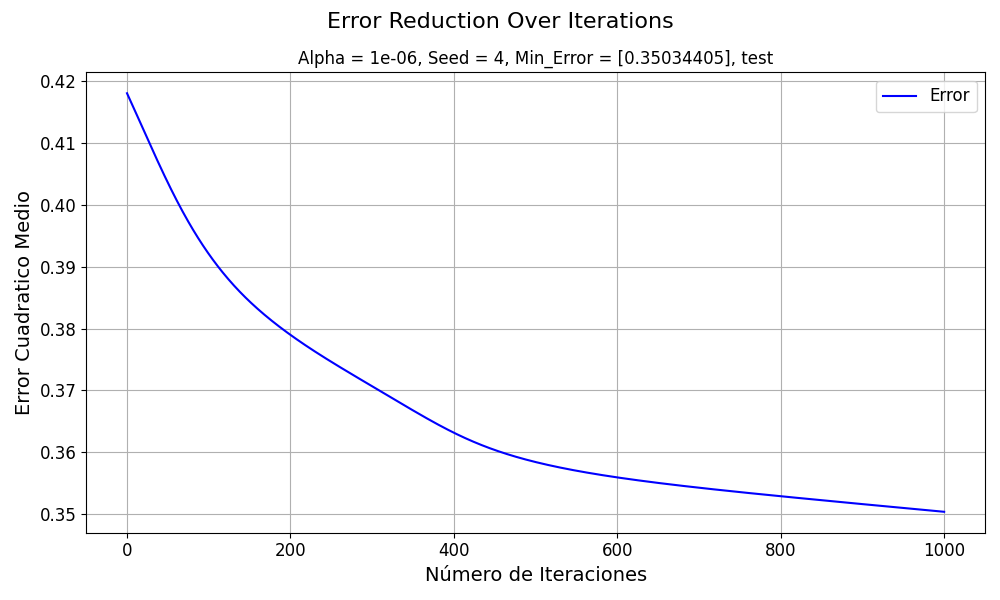 Error Reduction Over Iterations
Alpha = 1e-06, Seed = 4, Min_Error = [0.35034405], test
Error
Error Cuadratico Medio
0.42
0.41
0.40
0.39
0.38
0.37
0.36
0.35
0 200 400 600 800 1000
Número de Iteraciones